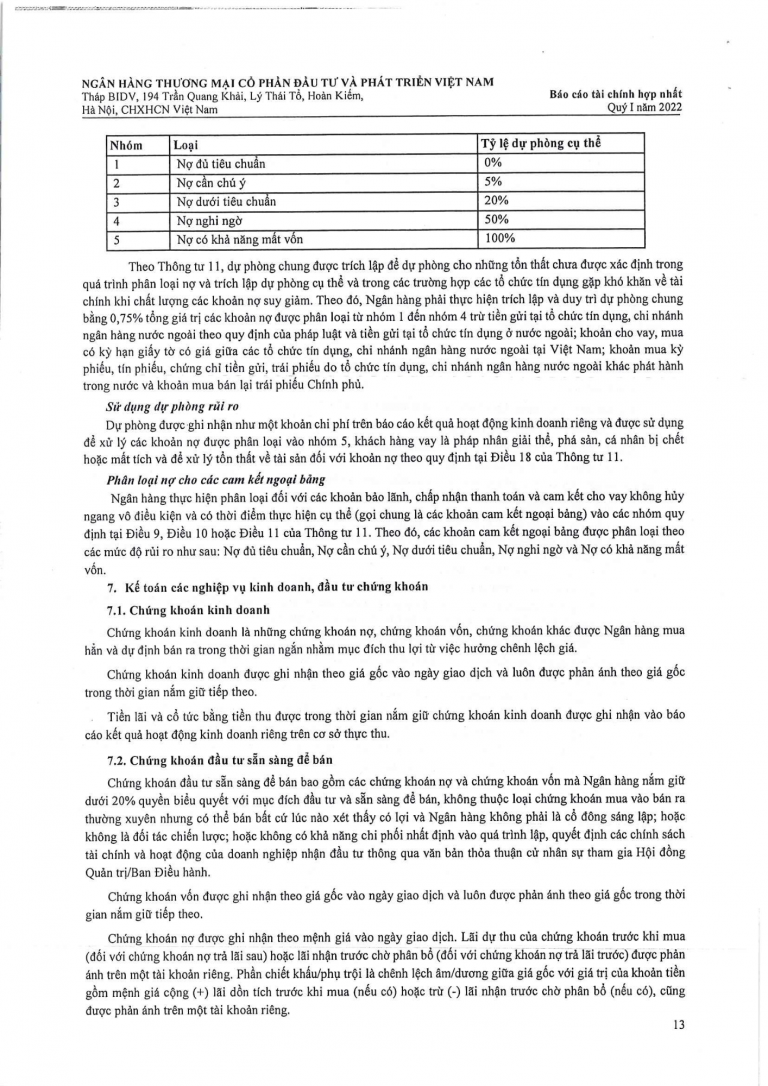 NGÂN HÀNG THƯƠNG MẠI CỔ PHẦN ĐẦU TƯ VÀ PHÁT TRIỂN VIỆT NAM
Tháp BIDV, 194 Trần Quang Khải, Lý Thái Tổ, Hoàn Kiếm, Báo cáo tài chính hợp nhất
Hà Nội, CHXHCN Việt Nam Quý I năm 2022
Nhóm Loại Tỷ lệ dự phòng cụ thể
1 Nợ đủ tiêu chuẩn 0%
2 Nợ cần chú ý 5%
3 Nợ dưới tiêu chuẩn 20%
4 Nợ nghi ngờ 50%
5 Nợ có khả năng mất vốn 100%
Theo Thông tư 11, dự phòng chung được trích lập để dự phòng cho những tổn thất chưa được xác định trong
quá trình phân loại nợ và trích lập dự phòng cụ thể và trong các trường hợp các tổ chức tín dụng gặp khó khăn về tài
chính khi chất lượng các khoản nợ suy giảm. Theo đó, Ngân hàng phải thực hiện trích lập và duy trì dự phòng chung
bằng 0,75% tổng giá trị các khoản nợ được phân loại từ nhóm 1 đến nhóm 4 trừ tiền gửi tại tổ chức tín dụng, chi nhánh
ngân hàng nước ngoài theo quy định của pháp luật và tiền gửi tại tổ chức tín dụng ở nước ngoài; khoản cho vay, mua
có kỳ hạn giấy tờ có giá giữa các tổ chức tín dụng, chi nhánh ngân hàng nước ngoài tại Việt Nam; khoản mua kỳ
phiếu, tín phiếu, chứng chỉ tiền gửi, trái phiếu do tổ chức tín dụng, chi nhánh ngân hàng nước ngoài khác phát hành
trong nước và khoản mua bán lại trái phiếu Chính phủ.
Sử dụng dự phòng rủi ro
Dự phòng được ghi nhận như một khoản chi phí trên báo cáo kết quả hoạt động kinh doanh riêng và được sử dụng
để xử lý các khoản nợ được phân loại vào nhóm 5, khách hàng vay là pháp nhân giải thể, phá sản, cá nhân bị chết
hoặc mất tích và để xử lý tổn thất về tài sản đối với khoản nợ theo quy định tại Điều 18 của Thông tư 11.
Phân loại nợ cho các cam kết ngoại bảng
Ngân hàng thực hiện phân loại đối với các khoản bảo lãnh, chấp nhận thanh toán và cam kết cho vay không hủy
ngang vô điều kiện và có thời điểm thực hiện cụ thể (gọi chung là các khoản cam kết ngoại bảng) vào các nhóm quy
định tại Điều 9, Điều 10 hoặc Điều 11 của Thông tư 11. Theo đó, các khoản cam kết ngoại bảng được phân loại theo
các mức độ rủi ro như sau: Nợ đủ tiêu chuẩn, Nợ cần chú ý, Nợ dưới tiêu chuẩn, Nợ nghi ngờ và Nợ có khả năng mất
vốn.
7. Kế toán các nghiệp vụ kinh doanh, đầu tư chứng khoán
7.1. Chứng khoán kinh doanh
Chứng khoán kinh doanh là những chứng khoán nợ, chứng khoán vốn, chứng khoán khác được Ngân hàng mua
hẳn và dự định bán ra trong thời gian ngắn nhằm mục đích thu lợi từ việc hưởng chênh lệch giá.
Chứng khoán kinh doanh được ghi nhận theo giá gốc vào ngày giao dịch và luôn được phản ánh theo giá gốc
trong thời gian nắm giữ tiếp theo.
Tiền lãi và cổ tức bằng tiền thu được trong thời gian nắm giữ chứng khoán kinh doanh được ghi nhận vào báo
cáo kết quả hoạt động kinh doanh riêng trên cơ sở thực thu.
7.2. Chứng khoán đầu tư sẵn sàng để bán
Chứng khoán đầu tư sẵn sàng để bán bao gồm các chứng khoán nợ và chứng khoán vốn mà Ngân hàng nắm giữ
dưới 20% quyền biểu quyết với mục đích đầu tư và sẵn sàng để bán, không thuộc loại chứng khoán mua vào bán ra
thường xuyên nhưng có thể bán bất cứ lúc nào xét thấy có lợi và Ngân hàng không phải là cổ đông sáng lập; hoặc
không là đối tác chiến lược; hoặc không có khả năng chi phối nhất định vào quá trình lập, quyết định các chính sách
tài chính và hoạt động của doanh nghiệp nhận đầu tư thông qua văn bản thỏa thuận cử nhân sự tham gia Hội đồng
Quản trị/Ban Điều hành.
Chứng khoán vốn được ghi nhận theo giá gốc vào ngày giao dịch và luôn được phản ánh theo giá gốc trong thời
gian nắm giữ tiếp theo.
Chứng khoán nợ được ghi nhận theo mệnh giá vào ngày giao dịch. Lãi dự thu của chứng khoán trước khi mua
(đối với chứng khoán nợ trả lãi sau) hoặc lãi nhận trước chờ phân bổ (đối với chứng khoán nợ trả lãi trước) được phản
ánh trên một tài khoản riêng. Phần chiết khấu/phụ trội là chênh lệch âm/dương giữa giá gốc với giá trị của khoản tiền
gồm mệnh giá cộng (+) lãi dồn tích trước khi mua (nếu có) hoặc trừ (-) lãi nhận trước chờ phân bổ (nếu có), cũng
được phản ánh trên một tài khoản riêng.
13